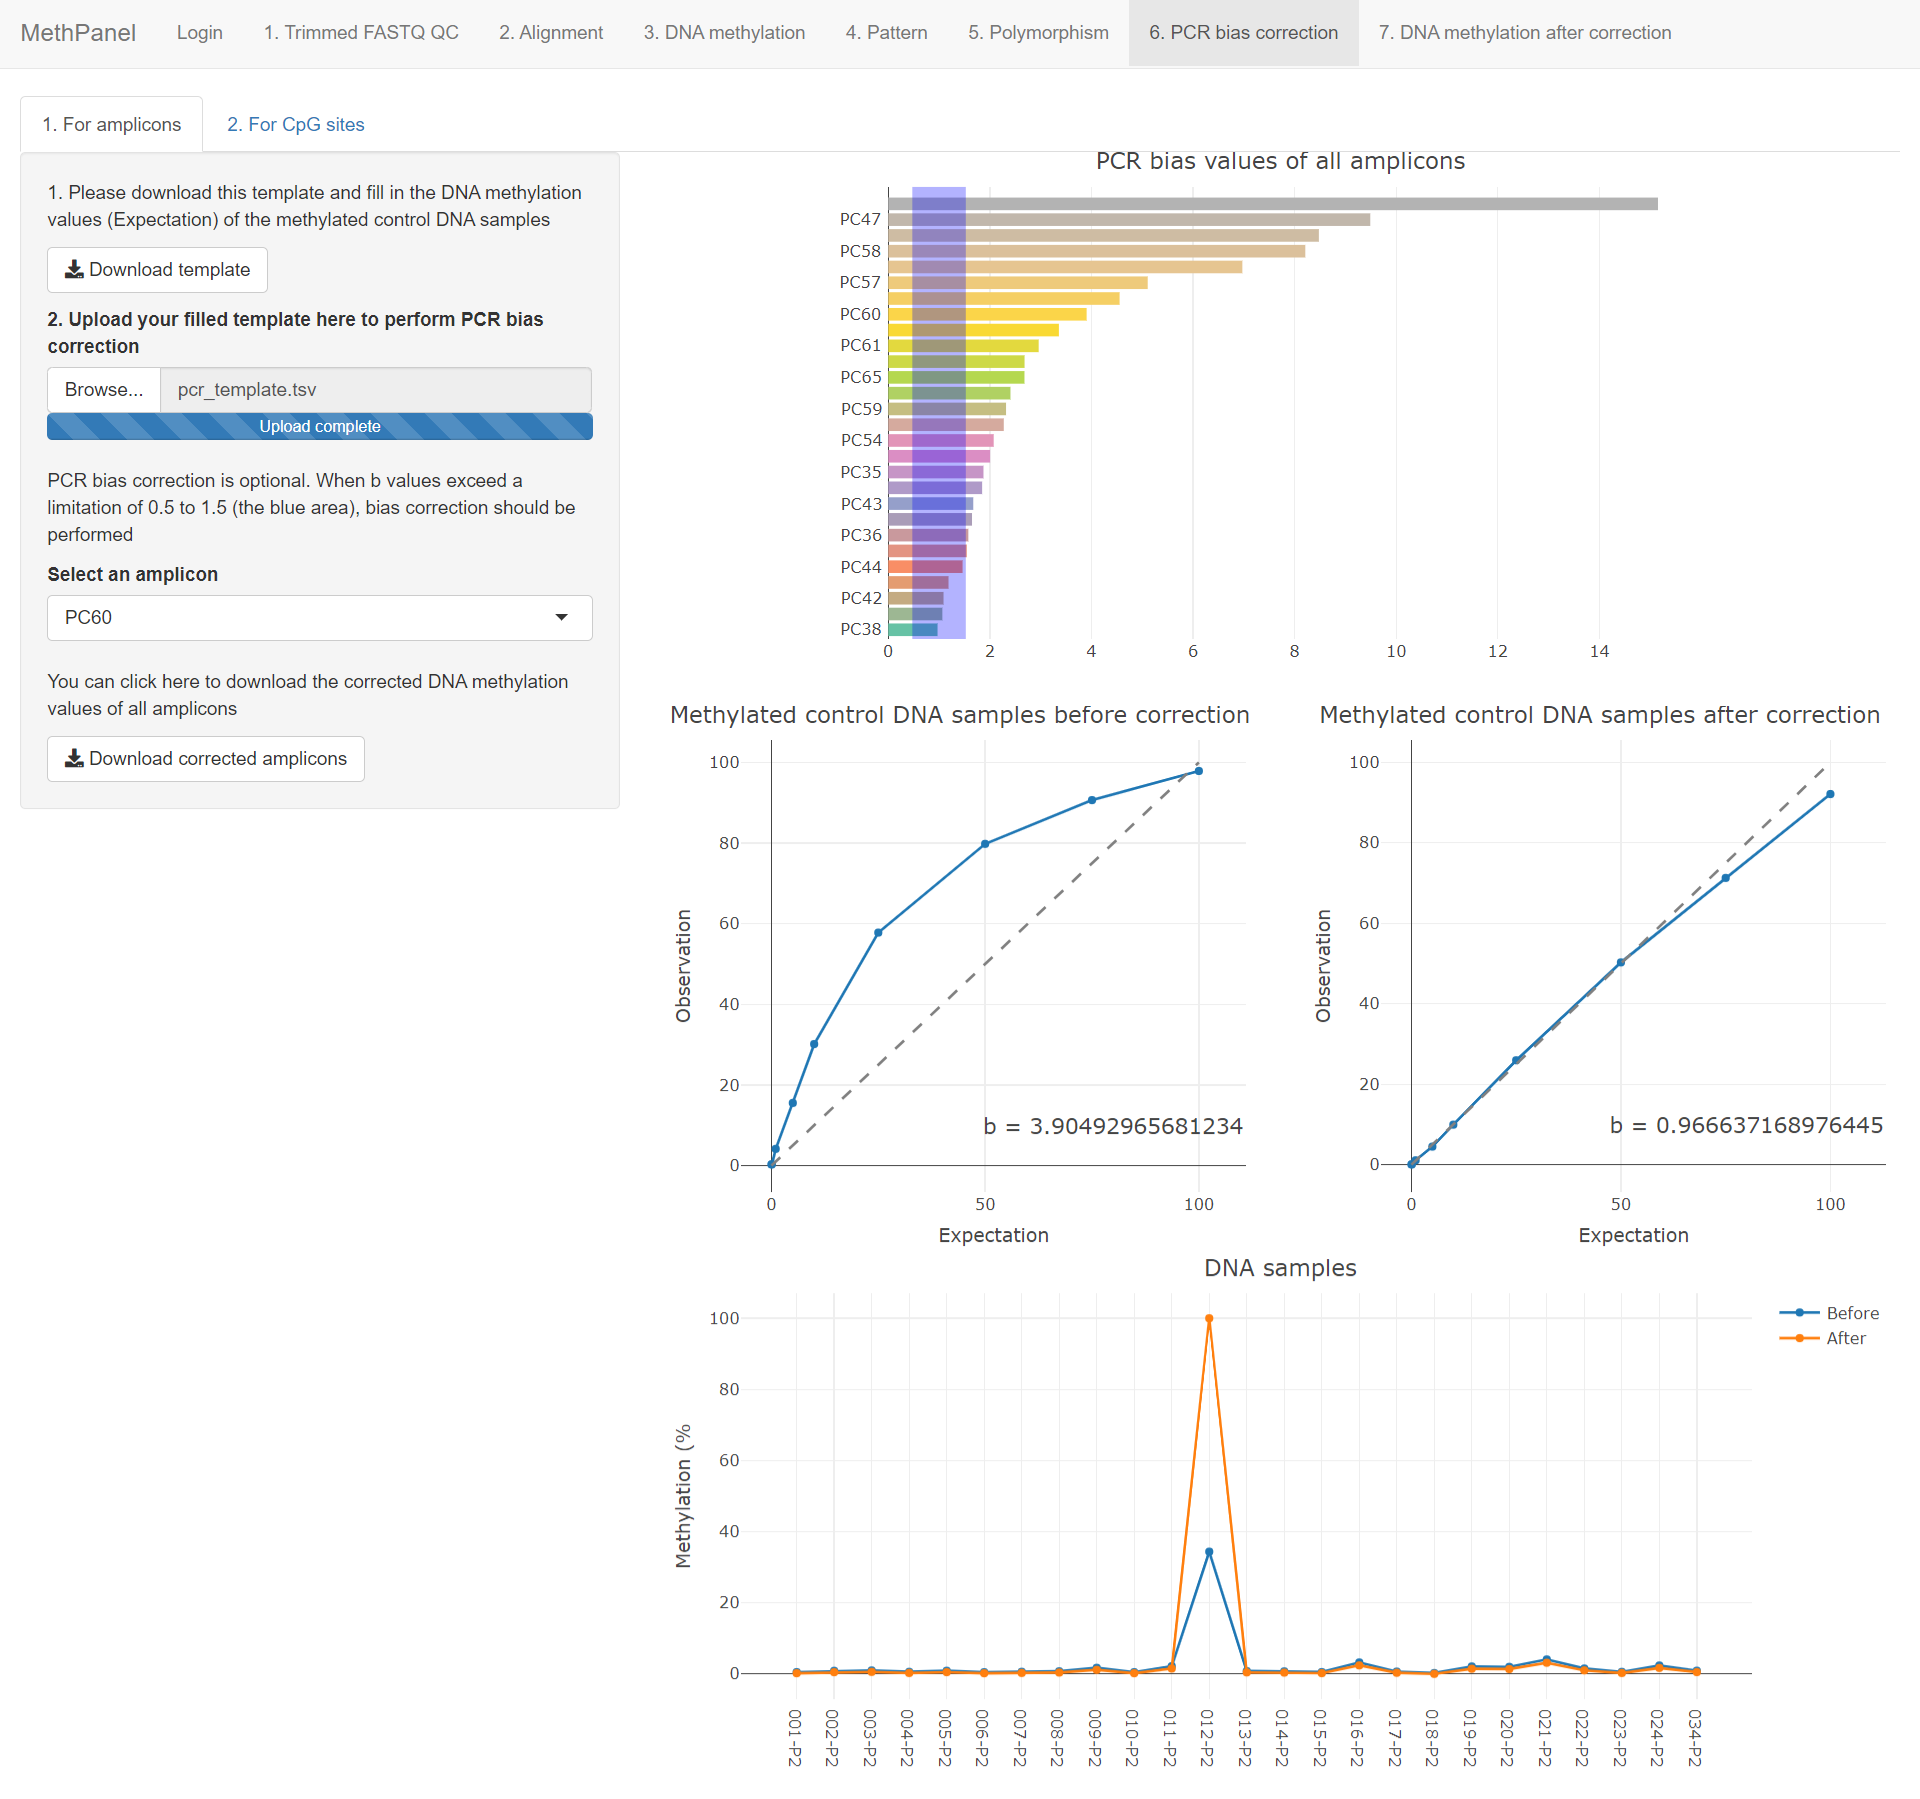 MethPanel Login 1. Trimmed FASTQ QC 2. Alignment 3. DNA methylation 4. Pattern 5. Polymorphism 6. PCR bias correction 7. DNA methylation after correction
1. For amplicons 2. For CpG sites
1. Please download this template and fill in the DNA methylation
values (Expectation) of the methylated control DNA samples
Download template
2. Upload your filled template here to perform PCR bias
correction
Browse... pcr_template.tsv
Upload complete
PCR bias correction is optional. When b values exceed a
limitation of 0.5 to 1.5 (the blue area), bias correction should be
performed
Select an amplicon
PC60
You can click here to download the corrected DNA methylation
values of all amplicons
Download corrected amplicons
PCR bias values of all amplicons
PC47
PC58
PC57
PC60
PC61
PC65
PC59
PC54
PC35
PC43
PC36
PC44
PC42
PC38
0 2 4 6 8 10 12 14
Methylated control DNA samples before correction
100
80
60
40
20
0
Observation
b = 3.90492965681234
0 50 100
Expectation
Methylated control DNA samples after correction
100
80
60
40
20
0
Observation
b = 0.966637168976445
0 50 100
Expectation
DNA samples
100
80
60
40
20
0
Methylation (%
Before
After
001-P2
002-P2
003-P2
004-P2
005-P2
006-P2
007-P2
008-P2
009-P2
010-P2
011-P2
012-P2
013-P2
014-P2
015-P2
016-P2
017-P2
018-P2
019-P2
020-P2
021-P2
022-P2
023-P2
024-P2
034-P2